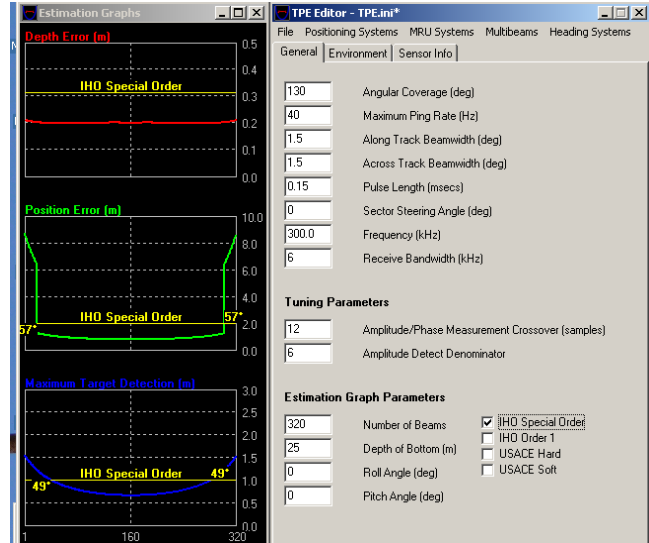 Estimation Graphs
Depth Error (m)
0.5
0.4
IHO Special Order
0.3
0.2
0.1
0.0
Position Error (m)
10.0
8.0
6.0
4.0
IHO Special Order
57°
57°
2.0
0.0
Maximum Target Detection (m)
3.0
2.5
2.0
1.5
IHO Special Order
49°
49°
1.0
0.5
0.0
1
160
320
TPE Editor - TPE.ini*
File Positioning Systems MRU Systems Multibeams Heading Systems
General Environment Sensor Info
130 Angular Coverage (deg)
40 Maximum Ping Rate (Hz)
1.5 Along Track Beamwidth (deg)
1.5 Across Track Beamwidth (deg)
0.15 Pulse Length (msecs)
0 Sector Steering Angle (deg)
300.0 Frequency (kHz)
6 Receive Bandwidth (kHz)
Tuning Parameters
12 Amplitude/Phase Measurement Crossover (samples)
6 Amplitude Detect Denominator
Estimation Graph Parameters
320 Number of Beams
25 Depth of Bottom (m)
0 Roll Angle (deg)
0 Pitch Angle (deg)
IHO Special Order
IHO Order 1
USACE Hard
USACE Soft